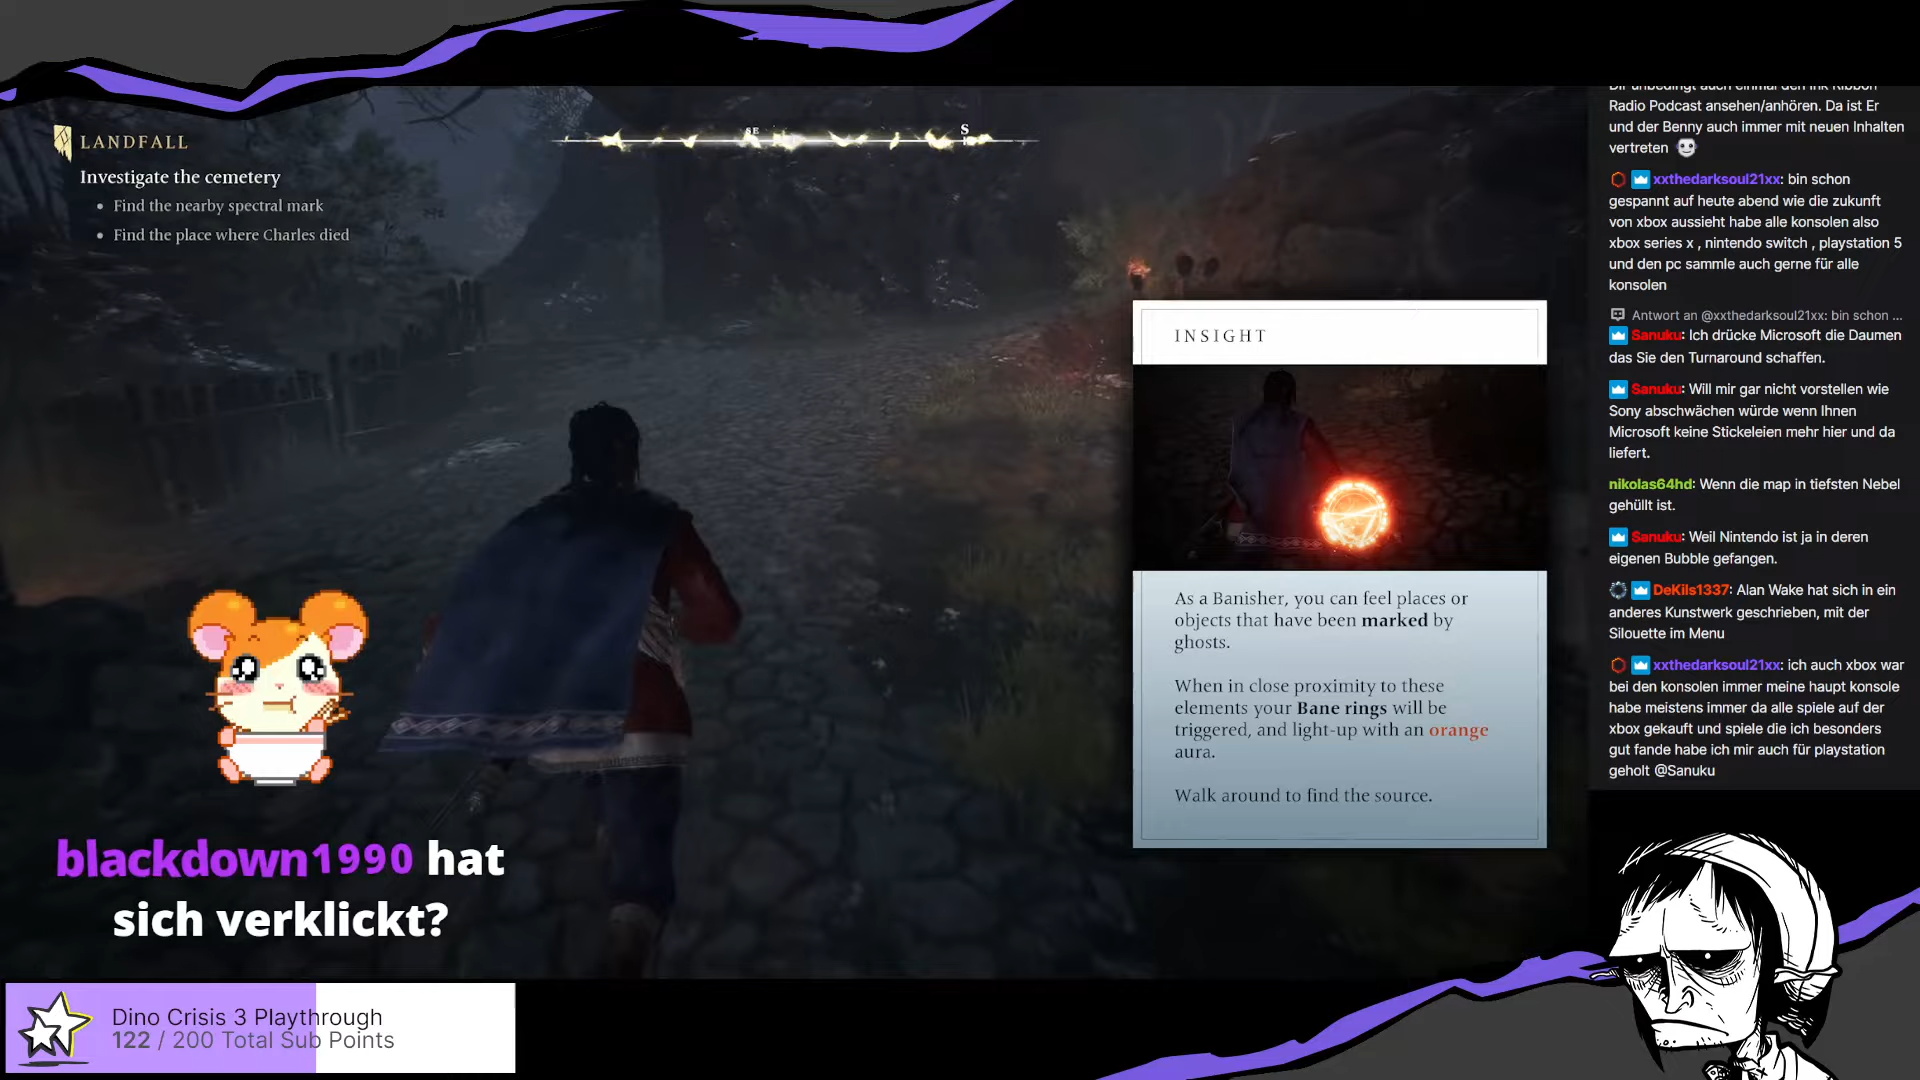 LANDFALL
Investigate the cemetery
• Find the nearby spectral mark
• Find the place where Charles died
SE
S
INSIGHT
As a Banisher, you can feel places or
objects that have been marked by
ghosts.
When in close proximity to these
elements your Bane rings will be
triggered, and light-up with an orange
aura.
Walk around to find the source.
blackdown1990 hat
sich verklickt?
Dino Crisis 3 Playthrough
122 / 200 Total Sub Points
Dir unbedingt auch einmal den Ink Ribbon
Radio Podcast ansehen/anhören. Da ist Er
und der Benny auch immer mit neuen Inhalten
vertreten
xxthedarksoul21xx: bin schon
gespannt auf heute abend wie die zukunft
von xbox aussieht habe alle konsolen also
xbox series x , nintendo switch , playstation 5
und den pc sammle auch gerne für alle
konsolen
Antwort an @xxthedarksoul21xx: bin schon ...
Sanuku: Ich drücke Microsoft die Daumen
das Sie den Turnaround schaffen.
Sanuku: Will mir gar nicht vorstellen wie
Sony abschwächen würde wenn Ihnen
Microsoft keine Stickeleien mehr hier und da
liefert.
nikolas64hd: Wenn die map in tiefsten Nebel
gehüllt ist.
Sanuku: Weil Nintendo ist ja in deren
eigenen Bubble gefangen.
DeKils1337: Alan Wake hat sich in ein
anderes Kunstwerk geschrieben, mit der
Silouette im Menu
xxthedarksoul21xx: ich auch xbox war
bei den konsolen immer meine haupt konsole
habe meistens immer da alle spiele auf der
xbox gekauft und spiele die ich besonders
gut fande habe ich mir auch für playstation
geholt @Sanuku